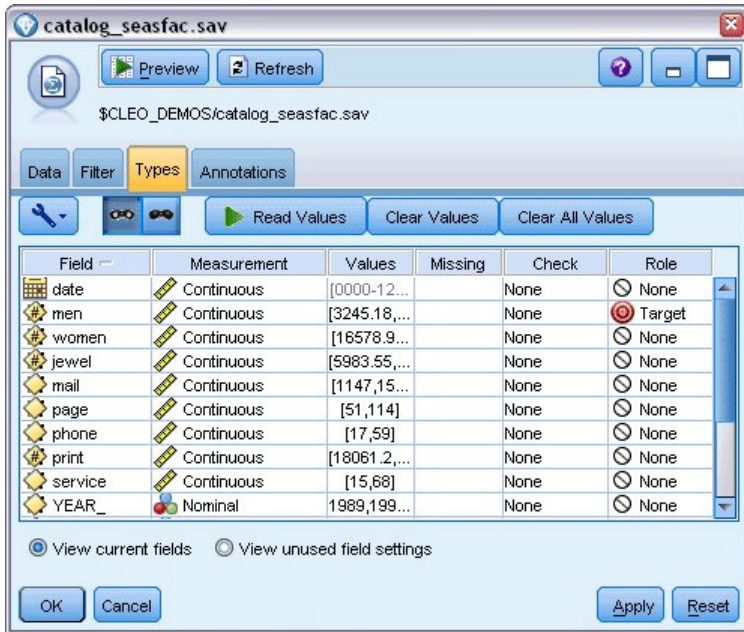 catalog_seasfac.sav
Preview Refresh
$CLEO_DEMOS/catalog_seasfac.sav
Data Filter Types Annotations
Read Values Clear Values Clear All Values
Field Measurement Values Missing Check Role
date Continuous [0000-12... None None
men Continuous [3245.18,... None Target
women Continuous [16578.9... None None
jewel Continuous [5983.55,... None None
mail Continuous [1147,15... None None
page Continuous [51,114] None None
phone Continuous [17,59] None None
print Continuous [18061.2,... None None
service Continuous [15,68] None None
YEAR_ Nominal 1989,199... None None
View current fields View unused field settings
OK Cancel Apply Reset